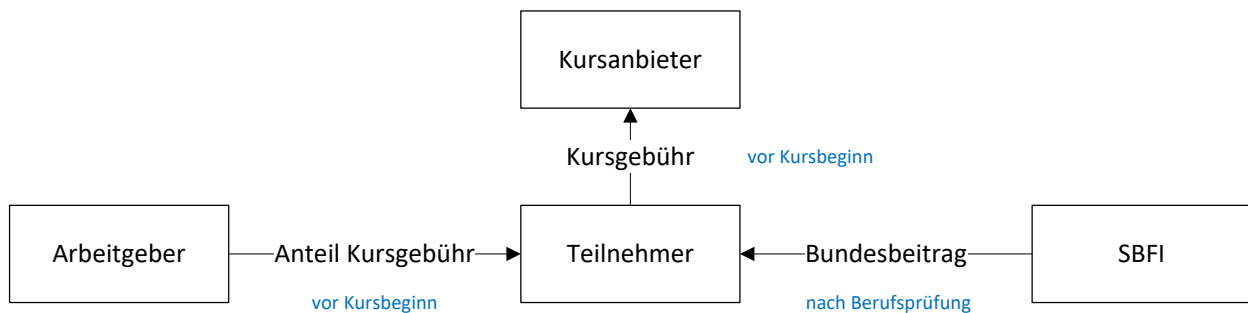 Kursanbieter
Kursgebühr
vor Kursbeginn
Arbeitgeber
Anteil Kursgebühr
vor Kursbeginn
Teilnehmer
Bundesbeitrag
nach Berufsprüfung
SBFI